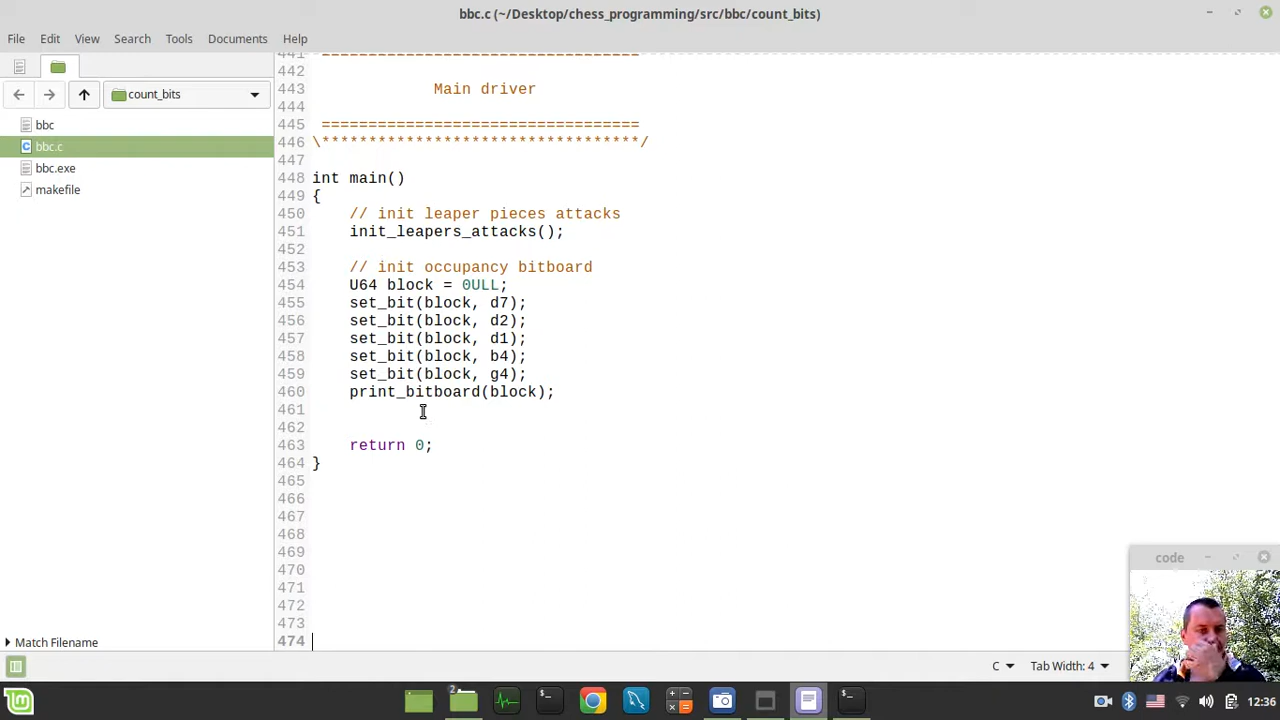 bbc.c (~/Desktop/chess_programming/src/bbc/count_bits)
File Edit View Search Tools Documents Help
count_bits
bbc
bbc.c
bbc.exe
makefile
Match Filename
441 ==================================
442
443 Main driver
444
445 ==================================
446 \**********************************/
447
448 int main()
449 {
450 // init leaper pieces attacks
451 init_leapers_attacks();
452
453 // init occupancy bitboard
454 U64 block = 0ULL;
455 set_bit(block, d7);
456 set_bit(block, d2);
457 set_bit(block, d1);
458 set_bit(block, b4);
459 set_bit(block, g4);
460 print_bitboard(block);
461
462
463 return 0;
464 }
465
466
467
468
469
470
471
472
473
474
code
C Tab Width: 4
2
12:36